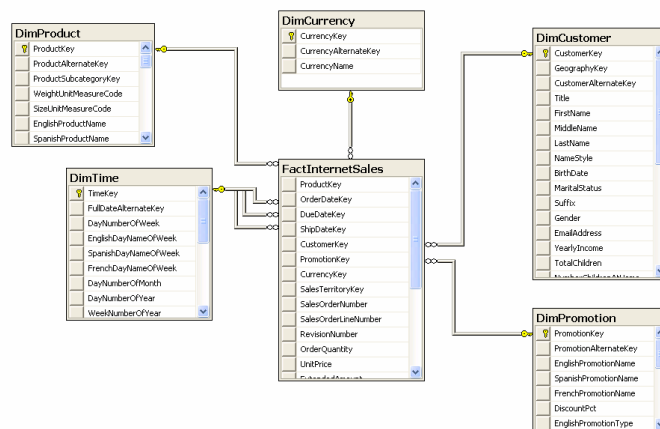 DimProduct
ProductKey
ProductAlternateKey
ProductSubcategoryKey
WeightUnitMeasureCode
SizeUnitMeasureCode
EnglishProductName
SpanishProductName
DimCurrency
CurrencyKey
CurrencyAlternateKey
CurrencyName
DimCustomer
CustomerKey
GeographyKey
CustomerAlternateKey
Title
FirstName
MiddleName
LastName
NameStyle
BirthDate
MaritalStatus
Suffix
Gender
EmailAddress
YearlyIncome
TotalChildren
NumberChildrenAtHome
DimTime
TimeKey
FullDateAlternateKey
DayNumberOfWeek
EnglishDayNameOfWeek
SpanishDayNameOfWeek
FrenchDayNameOfWeek
DayNumberOfMonth
DayNumberOfYear
WeekNumberOfYear
FactInternetSales
ProductKey
OrderDateKey
DueDateKey
ShipDateKey
CustomerKey
PromotionKey
CurrencyKey
SalesTerritoryKey
SalesOrderNumber
SalesOrderLineNumber
RevisionNumber
OrderQuantity
UnitPrice
ExtendedAmount
DimPromotion
PromotionKey
PromotionAlternateKey
EnglishPromotionName
SpanishPromotionName
FrenchPromotionName
DiscountPct
EnglishPromotionType